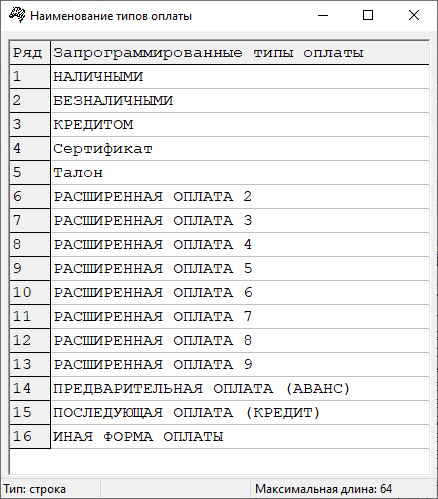 Наименование типов оплаты
Ряд Запрограммированные типы оплаты
1 НАЛИЧНЫМИ
2 БЕЗНАЛИЧНЫМИ
3 КРЕДИТОМ
4 Сертификат
5 Талон
6 РАСШИРЕННАЯ ОПЛАТА 2
7 РАСШИРЕННАЯ ОПЛАТА 3
8 РАСШИРЕННАЯ ОПЛАТА 4
9 РАСШИРЕННАЯ ОПЛАТА 5
10 РАСШИРЕННАЯ ОПЛАТА 6
11 РАСШИРЕННАЯ ОПЛАТА 7
12 РАСШИРЕННАЯ ОПЛАТА 8
13 РАСШИРЕННАЯ ОПЛАТА 9
14 ПРЕДВАРИТЕЛЬНАЯ ОПЛАТА (АВАНС)
15 ПОСЛЕДУЮЩАЯ ОПЛАТА (КРЕДИТ)
16 ИНАЯ ФОРМА ОПЛАТЫ
Тип: строка Максимальная длина: 64